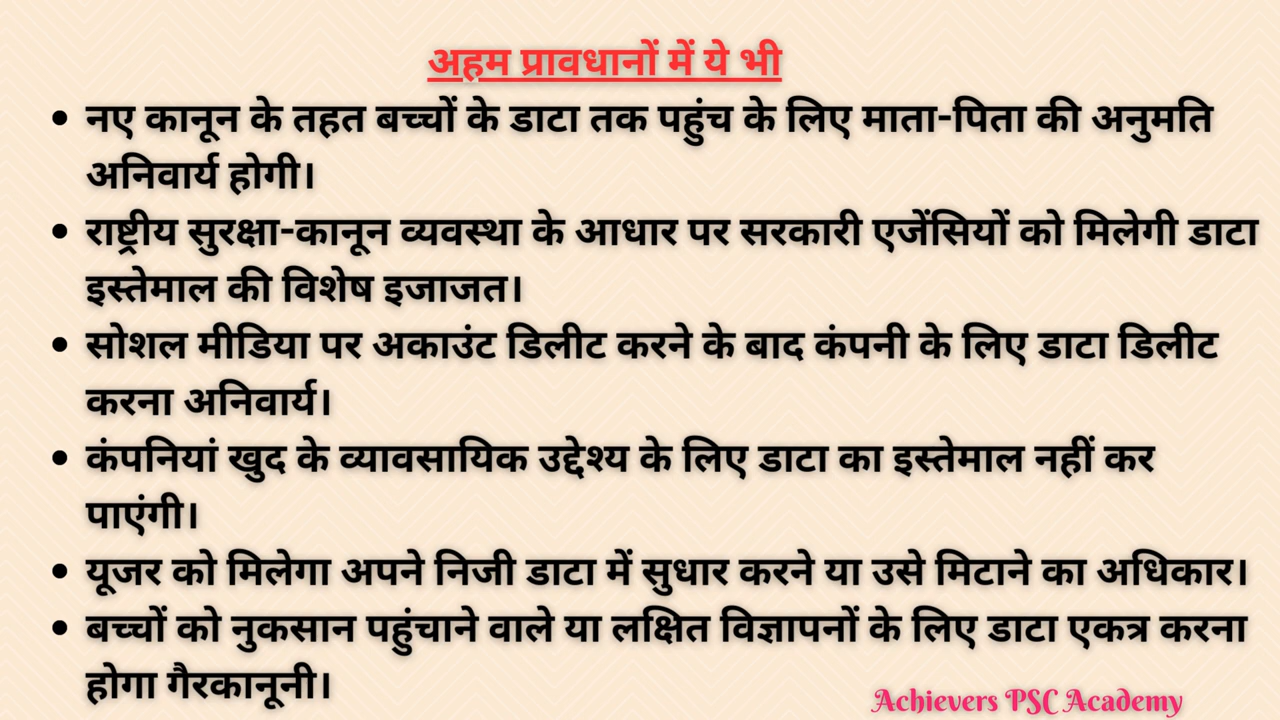 अहम प्रावधानों में ये भी
• नए कानून के तहत बच्चों के डाटा तक पहुंच के लिए माता-पिता की अनुमति
अनिवार्य होगी।
• राष्ट्रीय सुरक्षा-कानून व्यवस्था के आधार पर सरकारी एजेंसियों को मिलेगी डाटा
इस्तेमाल की विशेष इजाजत।
• सोशल मीडिया पर अकाउंट डिलीट करने के बाद कंपनी के लिए डाटा डिलीट
करना अनिवार्य।
• कंपनियां खुद के व्यावसायिक उद्देश्य के लिए डाटा का इस्तेमाल नहीं कर
पाएंगी।
• यूजर को मिलेगा अपने निजी डाटा में सुधार करने या उसे मिटाने का अधिकार।
• बच्चों को नुकसान पहुंचाने वाले या लक्षित विज्ञापनों के लिए डाटा एकत्र करना
होगा गैरकानूनी।
Achievers PSC Academy